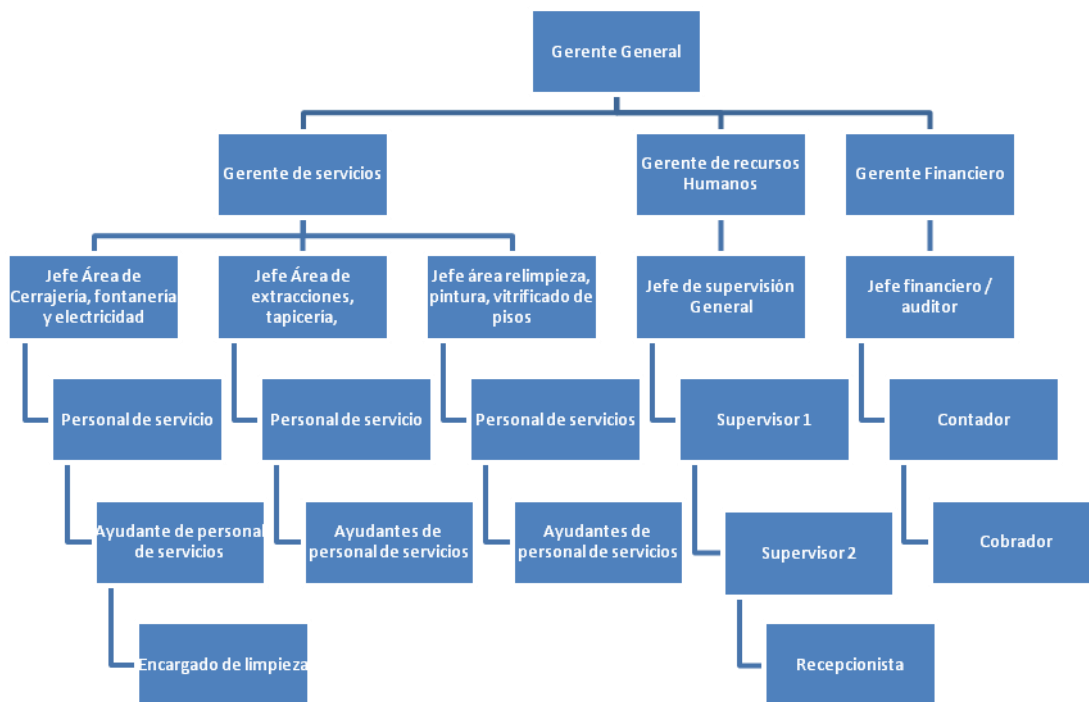 Gerente General
Gerente de servicios
Gerente de recursos
Humanos
Gerente Financiero
Jefe Área de
Cerrajería, fontanería
y electricidad
Jefe Área de
extracciones,
tapicería,
Jefe área relimpieza,
pintura, vitrificado de
pisos
Jefe de supervisión
General
Jefe financiero /
auditor
Personal de servicio
Personal de servicio
Personal de servicios
Supervisor 1
Contador
Ayudante de personal
de servicios
Ayudantes de
personal de servicios
Ayudantes de
personal de servicios
Supervisor 2
Cobrador
Encargado de limpieza
Recepcionista